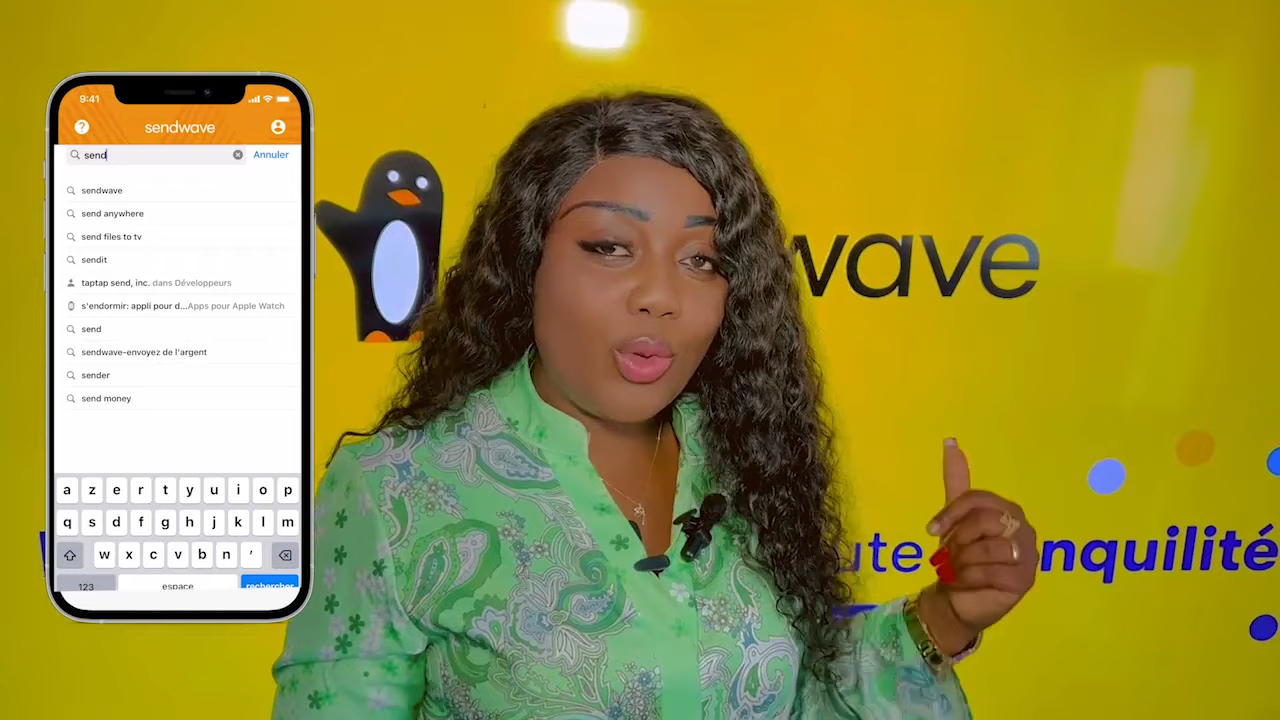 9:41
sendwave
send
Annuler
sendwave
send anywhere
send files to tv
sendit
taptap send, inc. dans Développeurs
s'endormir: appli pour d...Apps pour Apple Watch
send
sendwave-envoyez de l'argent
sender
send money
a z e r t y u i o p
q s d f g h j k l m
w x c v b n ’
123 espace rechercher
wave
ute nquilité